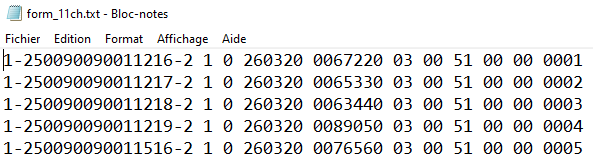 form_11ch.txt - Bloc-notes
Fichier Edition Format Affichage Aide
1-250090090011216-2 1 0 260320 0067220 03 00 51 00 00 0001
1-250090090011217-2 1 0 260320 0065330 03 00 51 00 00 0002
1-250090090011218-2 1 0 260320 0063440 03 00 51 00 00 0003
1-250090090011219-2 1 0 260320 0089050 03 00 51 00 00 0004
1-250090090011516-2 1 0 260320 0076560 03 00 51 00 00 0005